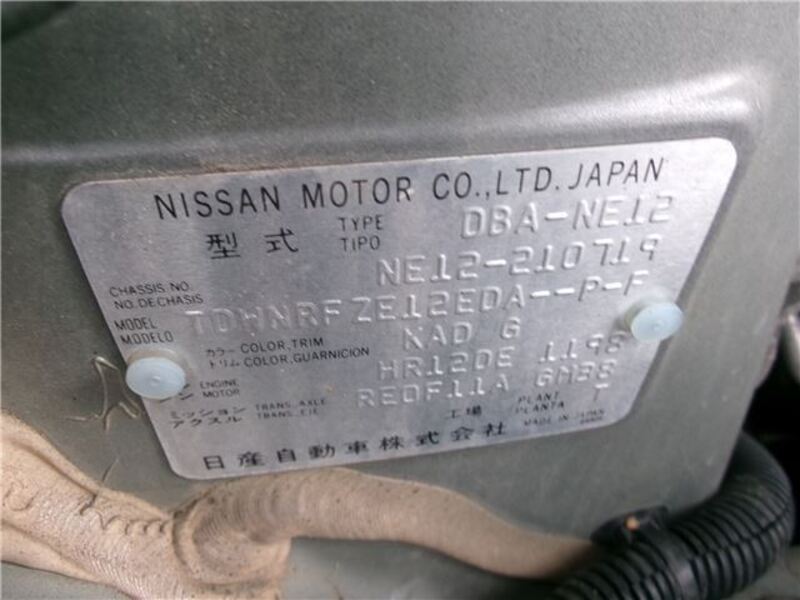 NISSAN MOTOR CO.,LTD. JAPAN
型式 TYPE TIPO DBA-NE12
CHASSIS NO. NO. DECHASIS NE12-210719
MODEL MODELO TDWNRFZE12EDA--P-F
カラー トリム COLOR,TRIM COLOR,GUARNICION KAD G
ENGINE MOTOR HR12DE 1198
ミッション アクスル TRANS.AXLE TRANS.EJE RE0F11A GM38
工場 PLANT PLANTA T
日産自動車株式会社 MADE IN JAPAN